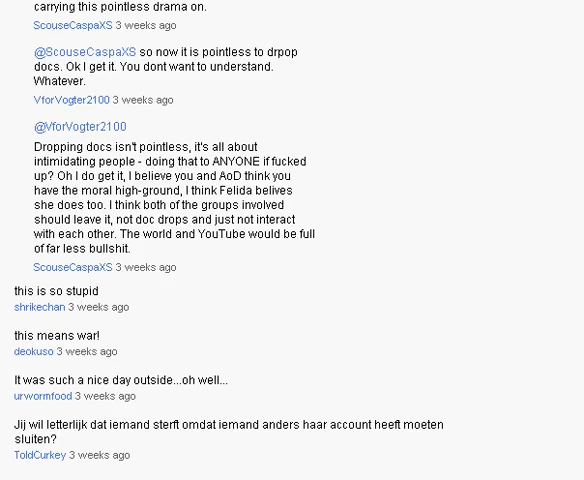 carrying this pointless drama on.
ScouseCaspaXS 3 weeks ago
@ScouseCaspaXS so now it is pointless to drpop
docs. Ok I get it. You dont want to understand.
Whatever.
VforVogter2100 3 weeks ago
@VforVogter2100
Dropping docs isn't pointless, it's all about
intimidating people - doing that to ANYONE if fucked
up? Oh I do get it, I believe you and AoD think you
have the moral high-ground, I think Felida belives
she does too. I think both of the groups involved
should leave it, not doc drops and just not interact
with each other. The world and YouTube would be full
of far less bullshit.
ScouseCaspaXS 3 weeks ago
this is so stupid
shrikechan 3 weeks ago
this means war!
deokuso 3 weeks ago
It was such a nice day outside...oh well...
urwormfood 3 weeks ago
Jij wil letterlijk dat iemand sterft omdat iemand anders haar account heeft moeten
sluiten?
ToldCurkey 3 weeks ago